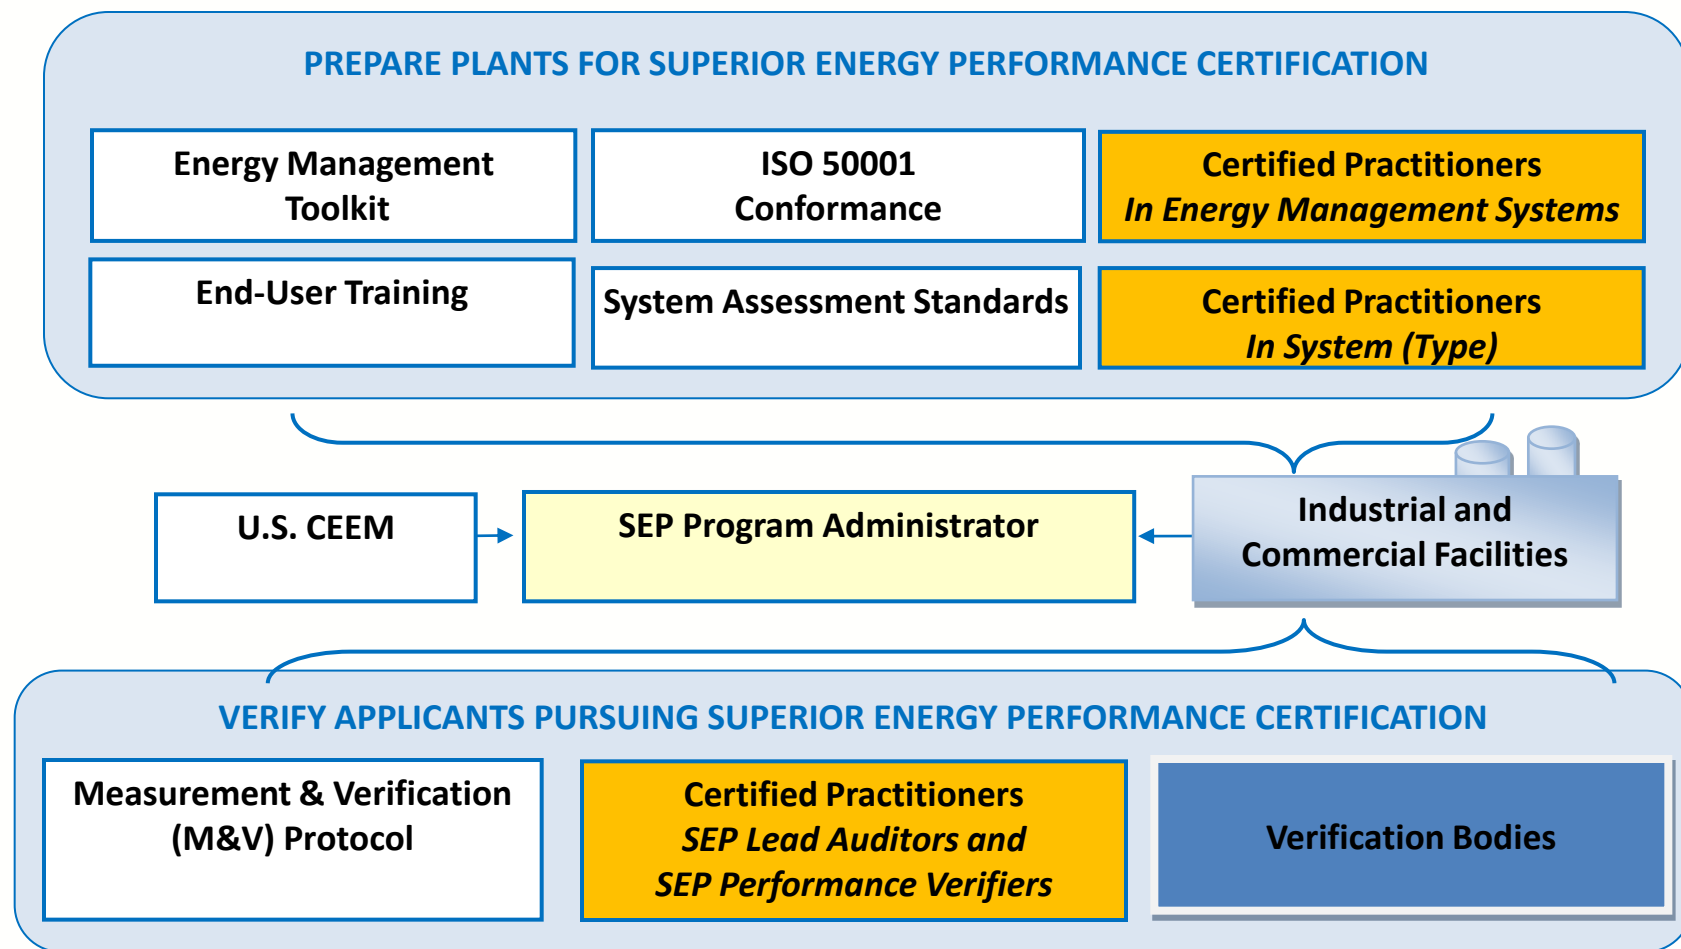 PREPARE PLANTS FOR SUPERIOR ENERGY PERFORMANCE CERTIFICATION
Energy Management
Toolkit
ISO 50001
Conformance
Certified Practitioners
In Energy Management Systems
End-User Training
System Assessment Standards
Certified Practitioners
In System (Type)
U.S. CEEM
SEP Program Administrator
Industrial and
Commercial Facilities
VERIFY APPLICANTS PURSUING SUPERIOR ENERGY PERFORMANCE CERTIFICATION
Measurement & Verification
(M&V) Protocol
Certified Practitioners
SEP Lead Auditors and
SEP Performance Verifiers
Verification Bodies